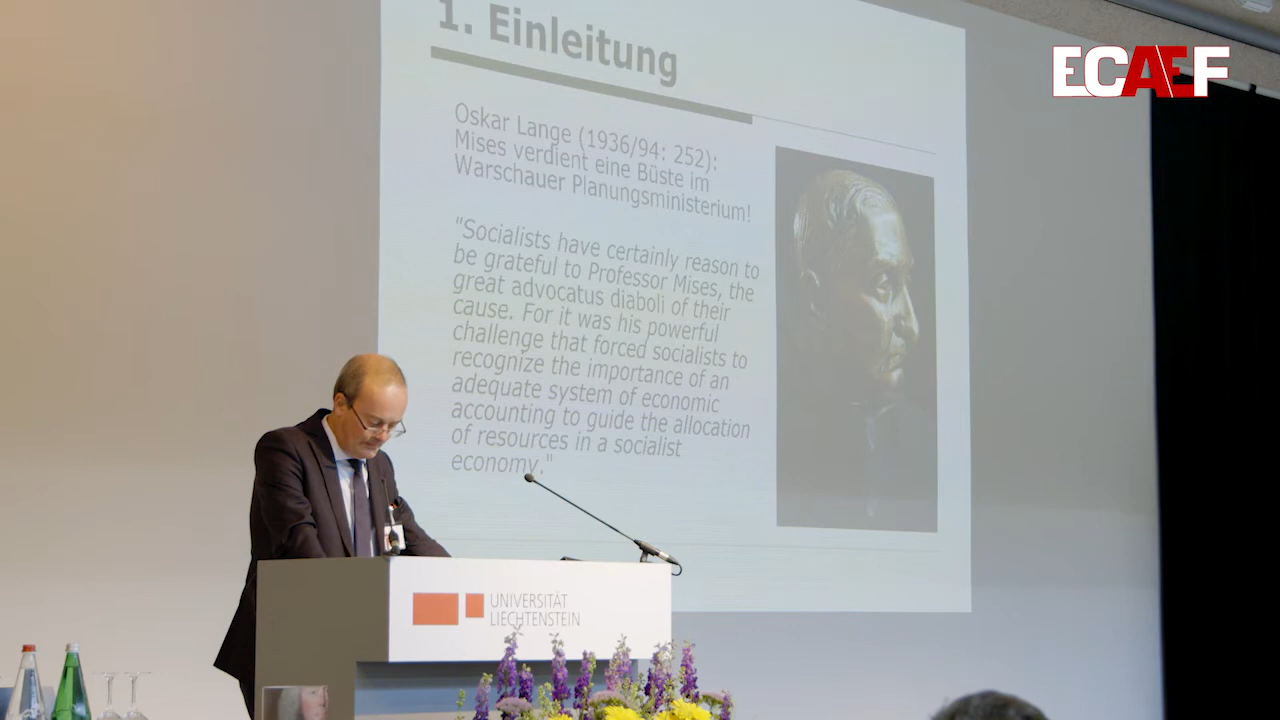 ECAEF
1. Einleitung
Oskar Lange (1936/94: 252):
Mises verdient eine Büste im
Warschauer Planungsministerium!
"Socialists have certainly reason to
be grateful to Professor Mises, the
great advocatus diaboli of their
cause. For it was his powerful
challenge that forced socialists to
recognize the importance of an
adequate system of economic
accounting to guide the allocation
of resources in a socialist
economy."
UNIVERSITÄT
LIECHTENSTEIN